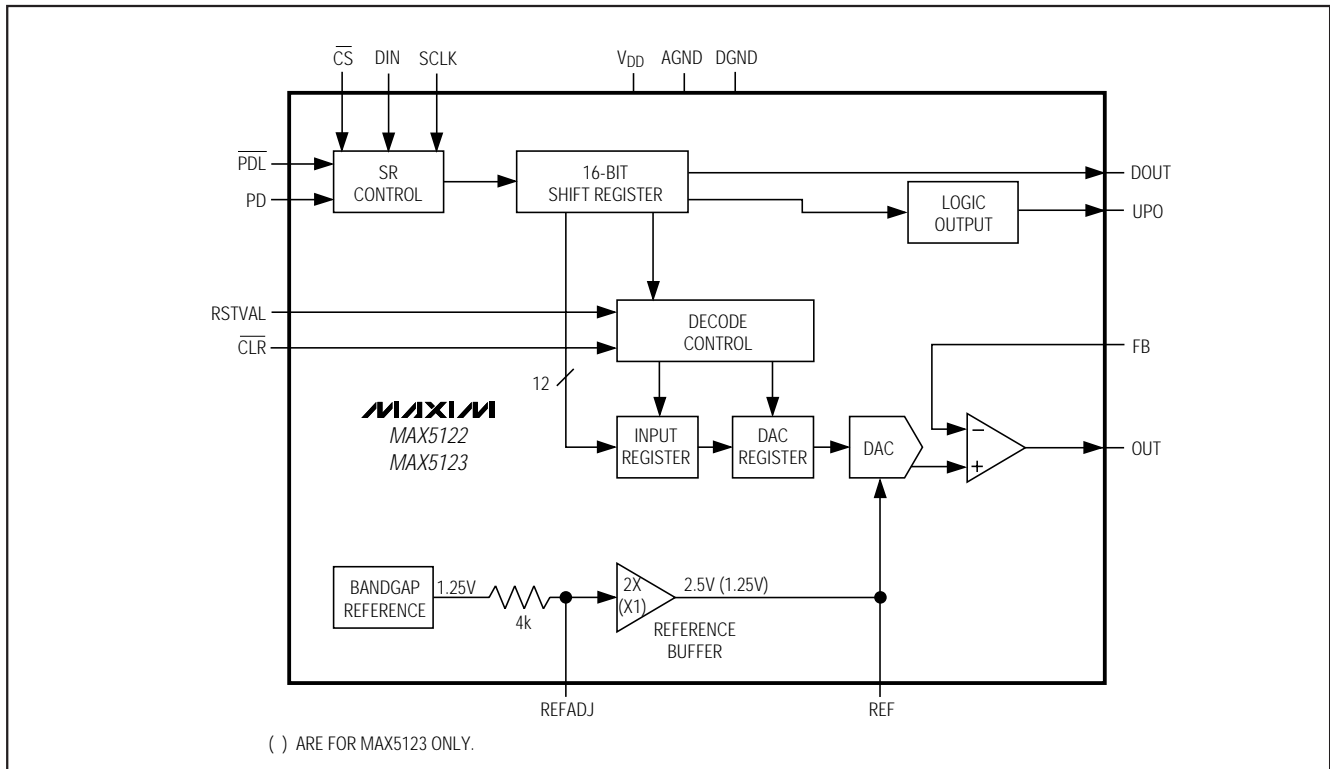 CS DIN SCLK VDD AGND DGND
PDL
PD
SR
CONTROL
16-BIT
SHIFT REGISTER
DOUT
LOGIC
OUTPUT
UPO
RSTVAL
CLR
DECODE
CONTROL
FB
12
MAXIM
MAX5122
MAX5123
INPUT
REGISTER
DAC
REGISTER
DAC
−
+
OUT
BANDGAP
REFERENCE
1.25V
4k
2X
(X1)
2.5V (1.25V)
REFERENCE
BUFFER
REFADJ
REF
( ) ARE FOR MAX5123 ONLY.